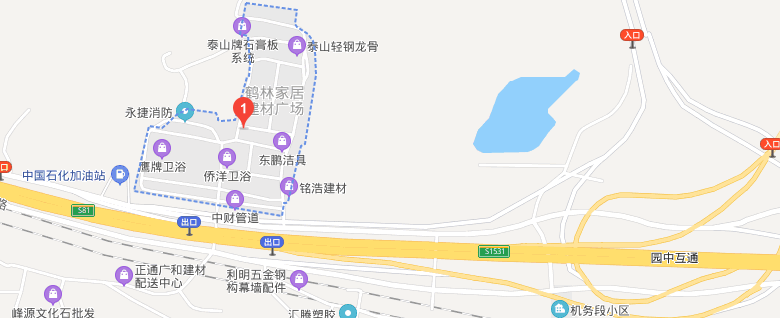 入口
泰山牌石膏板
系统
泰山轻钢龙骨
鹤林家居
建材广场
永捷消防
1
入口
口
鹰牌卫浴
东鹏洁具
中国石化加油站
侨洋卫浴
铭浩建材
中财管道
S81
出口
路
出口
S1531
园中互通
正通广和建材
配送中心
利明五金钢
构幕墙配件
峰源文化石批发
汇腾塑胶
机务段小区